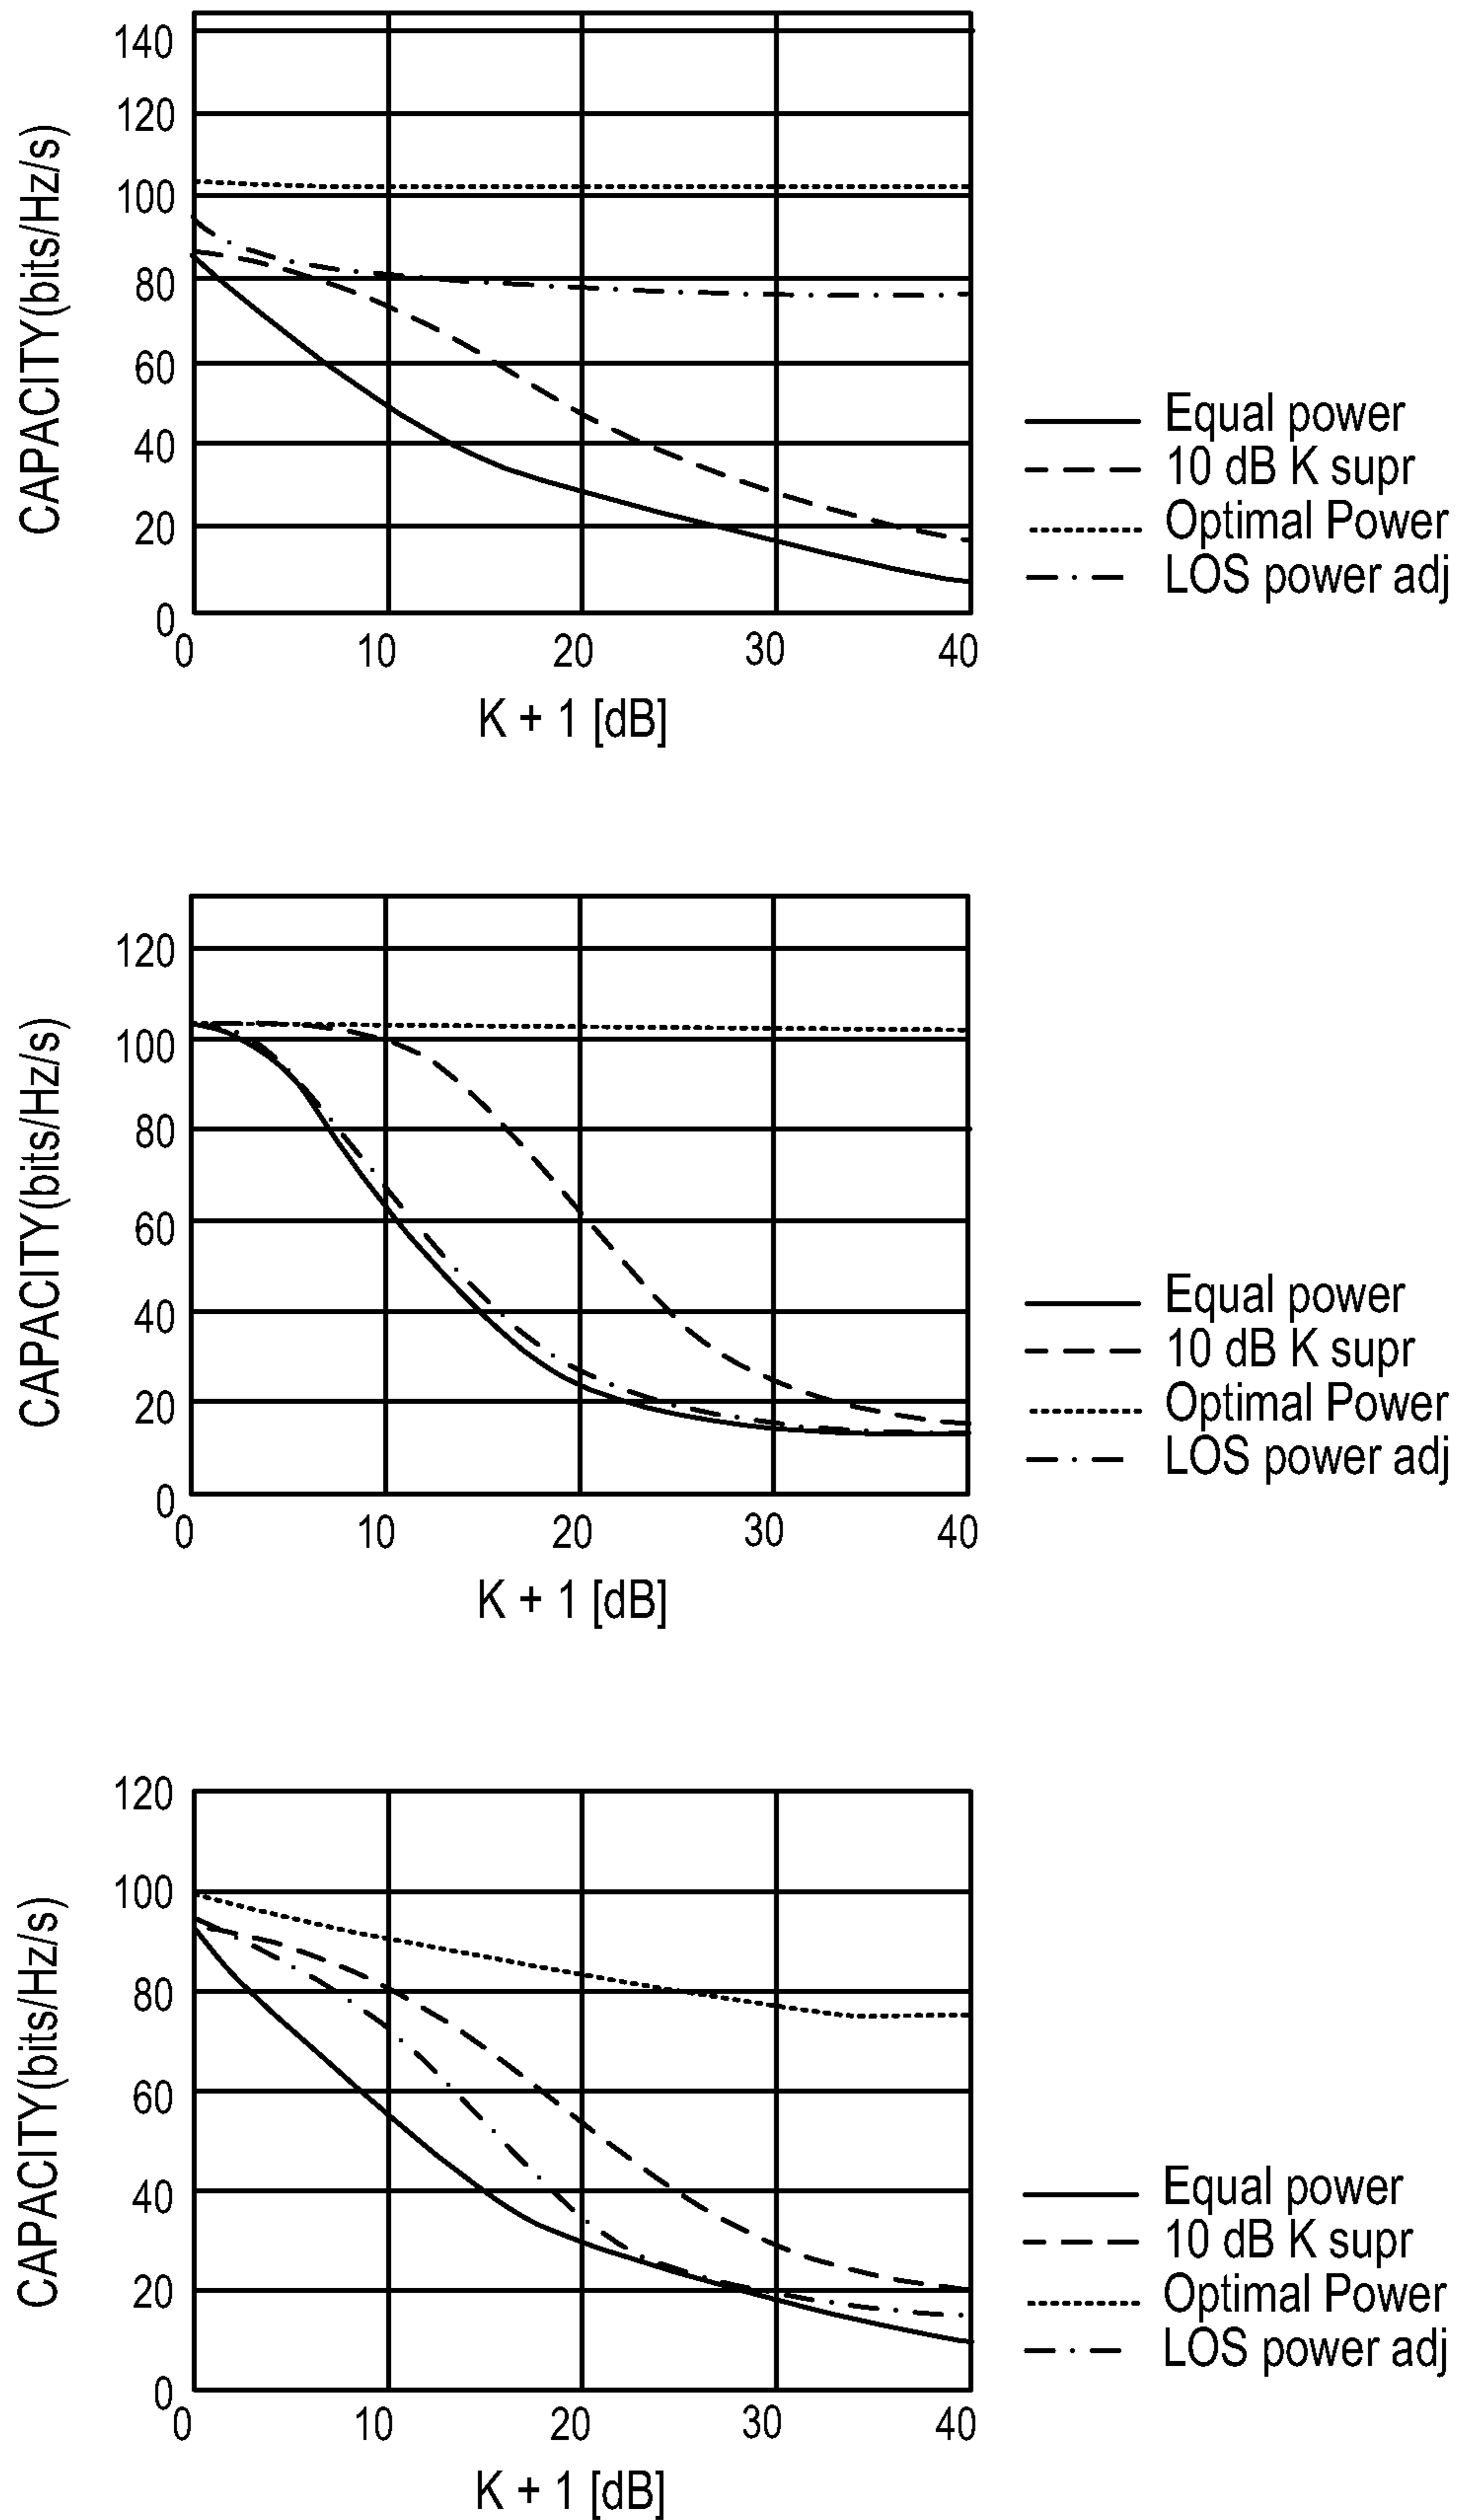 140
120
100
80
60
40
20
0
CAPACITY(bits/Hz/s)
0 10 20 30 40
K + 1 [dB]
Equal power
10 dB K supr
Optimal Power
LOS power adj
120
100
80
60
40
20
0
CAPACITY(bits/Hz/s)
0 10 20 30 40
K + 1 [dB]
Equal power
10 dB K supr
Optimal Power
LOS power adj
120
100
80
60
40
20
0
CAPACITY(bits/Hz/s)
0 10 20 30 40
K + 1 [dB]
Equal power
10 dB K supr
Optimal Power
LOS power adj